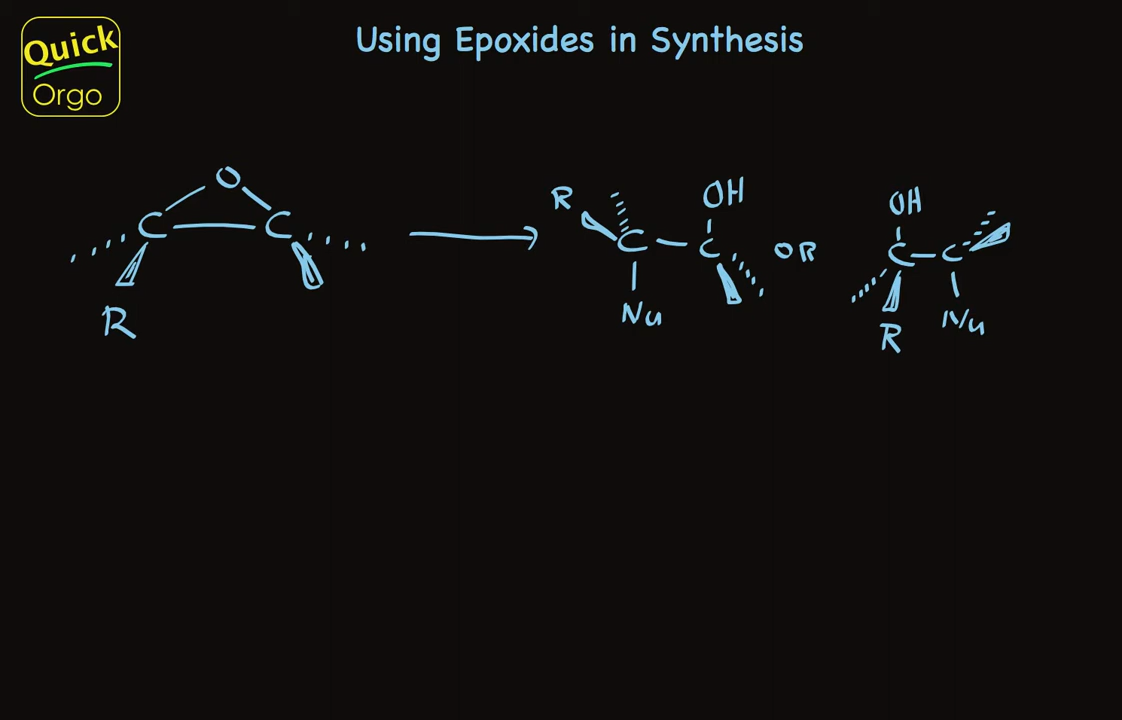 Quick
Orgo
Using Epoxides in Synthesis
O
C C
R
R OH
C C
Nu
OR
OH
C C
R Nu